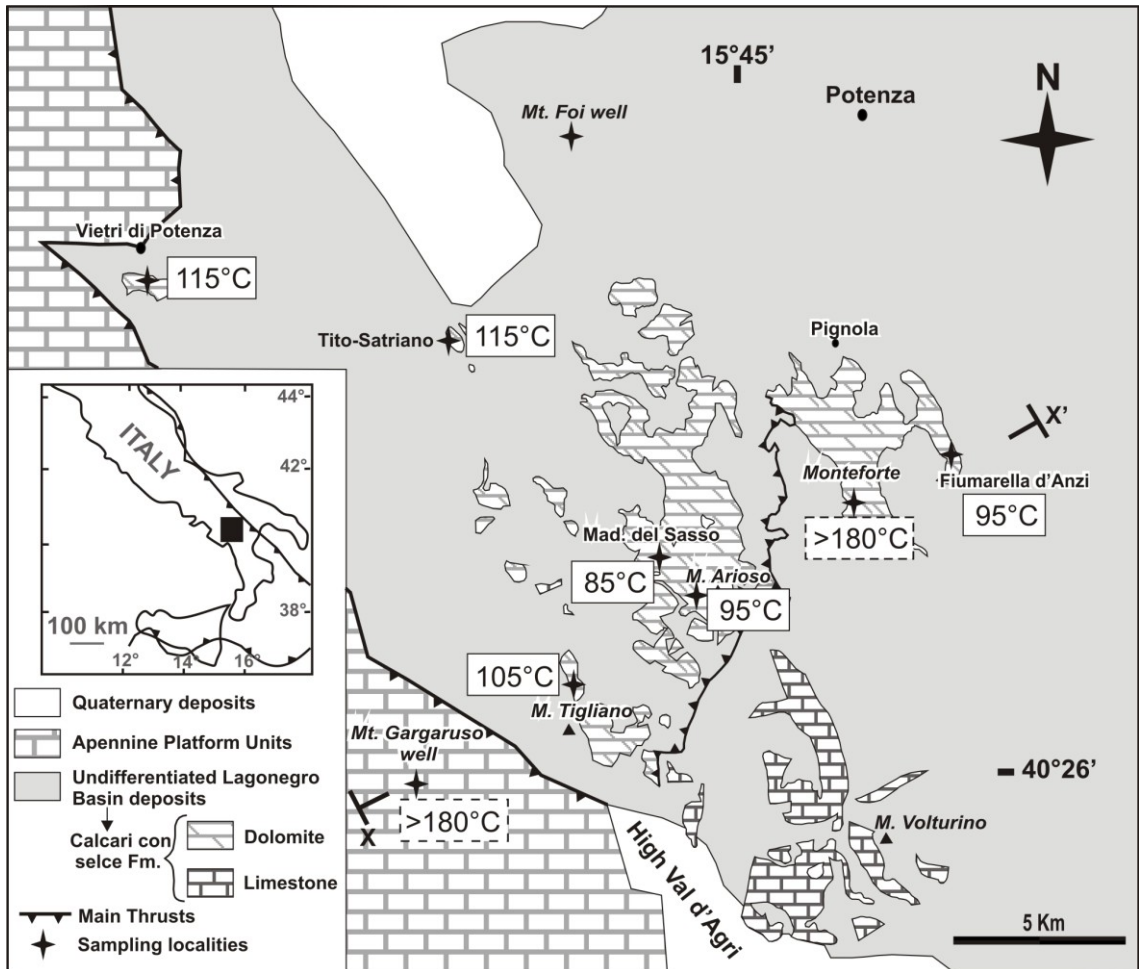 15°45'
N
Potenza
Mt. Foi well
Vietri di Potenza
115°C
Tito-Satriano
115°C
Pignola
X'
Monteforte
Fiumarella d'Anzi
95°C
>180°C
Mad. del Sasso
85°C
M. Arioso
95°C
105°C
M. Tigliano
Mt. Gargaruso
well
X
>180°C
40°26'
M. Volturino
High Val d'Agri
5 Km
44°
ITALY
42°
38°
100 km
12°
14°
16°
Quaternary deposits
Apennine Platform Units
Undifferentiated Lagonegro
Basin deposits
Calcari con
selce Fm.
Dolomite
Limestone
Main Thrusts
Sampling localities